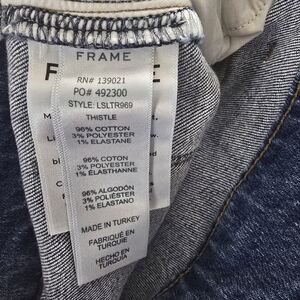 FRAME
RN# 139021
PO# 492300
STYLE: LSLTR969
THISTLE
96% COTTON
3% POLYESTER
1% ELASTANE
96% COTON
3% POLYESTER
1% ÉLASTHANNE
96% ALGODÓN
3% POLIÉSTER
1% ELASTANO
MADE IN TURKEY
FABRIQUÉ EN
TURQUIE
HECHO EN
TURQUÍA